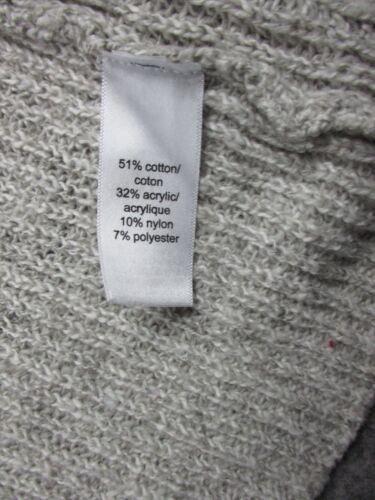 51% cotton/
coton
32% acrylic/
acrylique
10% nylon
7% polyester